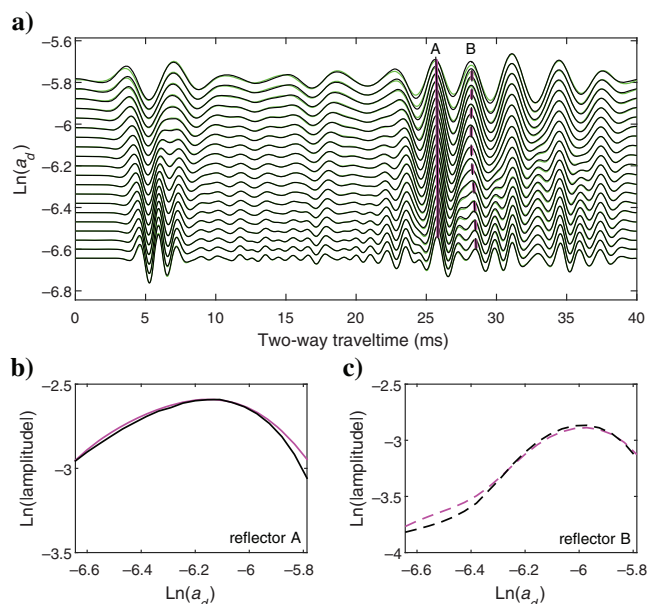 a)
A B
−5.6
−5.8
−6
−6.2
−6.4
−6.6
−6.8
Ln(a_d)
0 5 10 15 20 25 30 35 40
Two-way traveltime (ms)
b)
−2.5
−3
−3.5
Ln(|amplitude|)
reflector A
−6.6 −6.4 −6.2 −6 −5.8
Ln(a_d)
c)
−2.5
−3
−3.5
−4
Ln(|amplitude|)
reflector B
−6.6 −6.4 −6.2 −6 −5.8
Ln(a_d)